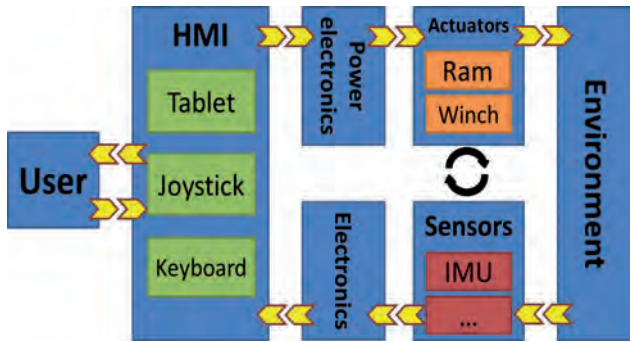 User
HMI
Tablet
Joystick
Keyboard
Power
electronics
Actuators
Ram
Winch
Electronics
Sensors
IMU
...
Environment